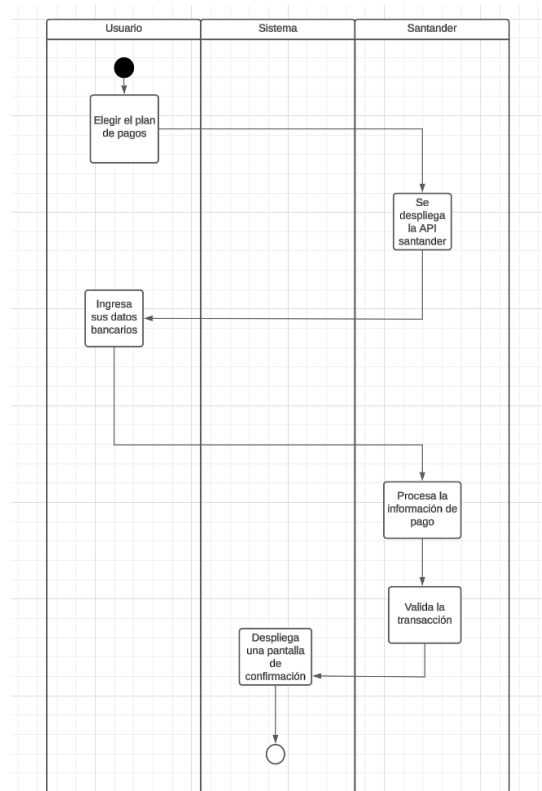 Usuario
Sistema
Santander
Elegir el plan
de pagos
Se
despliega
la API
santander
Ingresa
sus datos
bancarios
Procesa la
información de
pago
Valida la
transacción
Despliega
una pantalla
de
confirmación